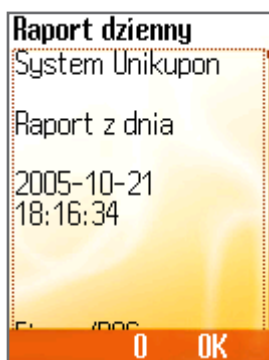 Raport dzienny
System Unikupon
Raport z dnia
2005-10-21
18:16:34
0 OK